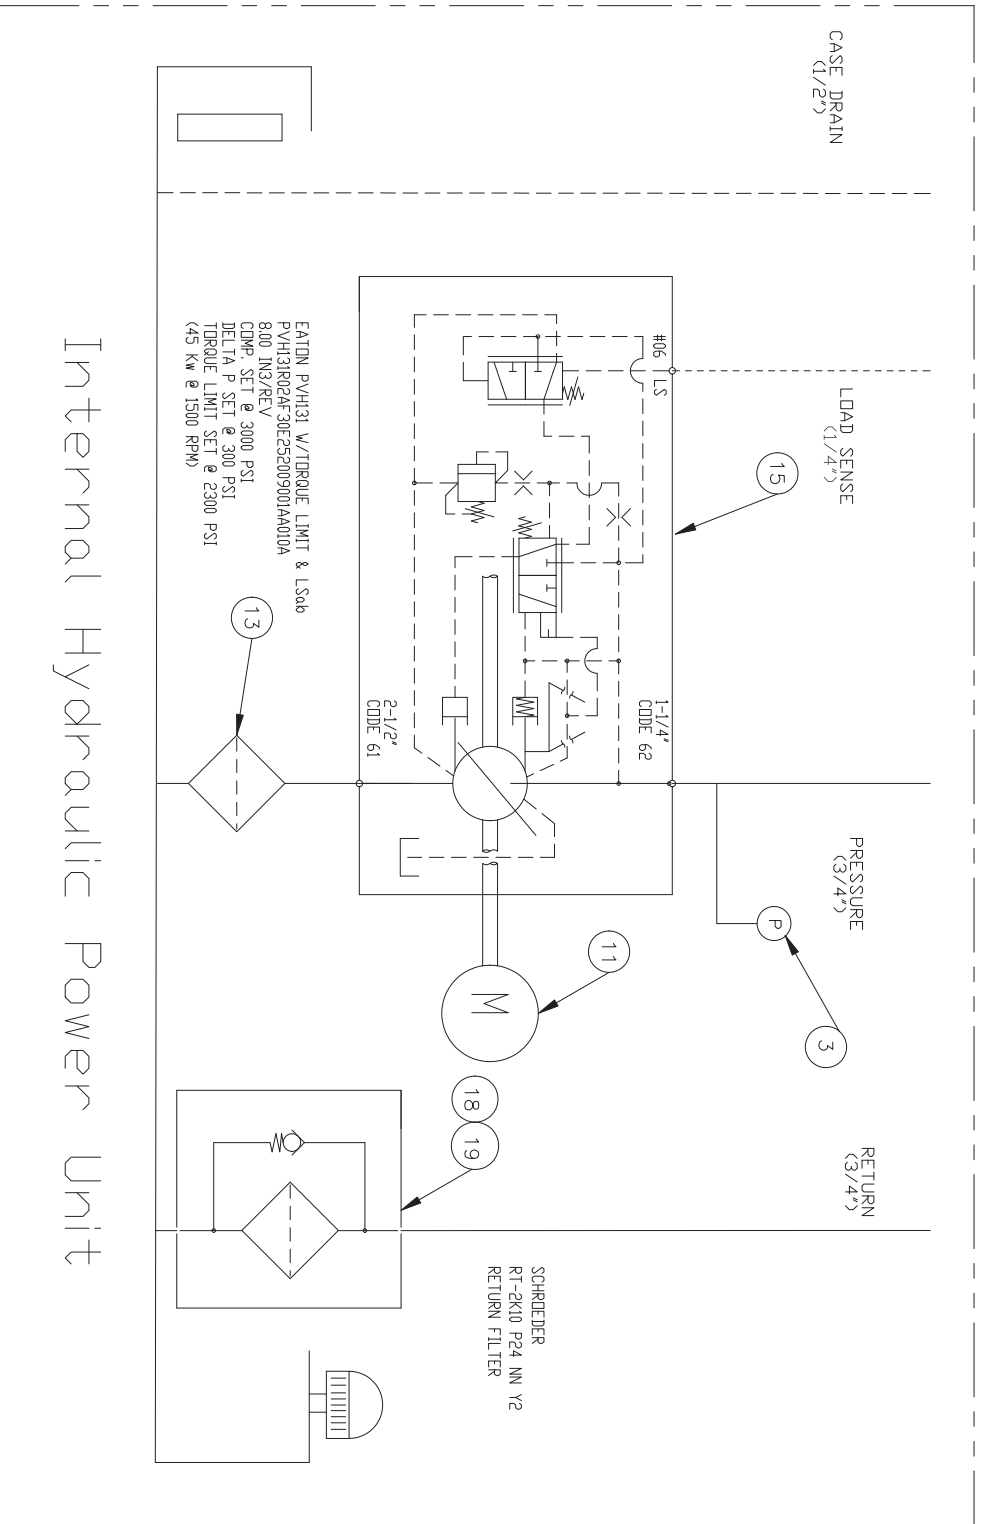 CASE DRAIN
(1/2")
LOAD SENSE
(1/4")
PRESSURE
(3/4")
RETURN
(3/4")
#06 LS
15
1-1/4"
CODE 62
2-1/2"
CODE 61
P
3
11
M
18
19
13
EATON PVH131 W/TORQUE LIMIT & LSab
PVH131R02AF30E252009001AA010A
8.00 IN3/REV
COMP. SET @ 3000 PSI
DELTA P SET @ 300 PSI
TORQUE LIMIT SET @ 2300 PSI
(45 Kw @ 1500 RPM)
SCHROEDER
RT-2K10 P24 NN Y2
RETURN FILTER
Internal Hydraulic Power Unit